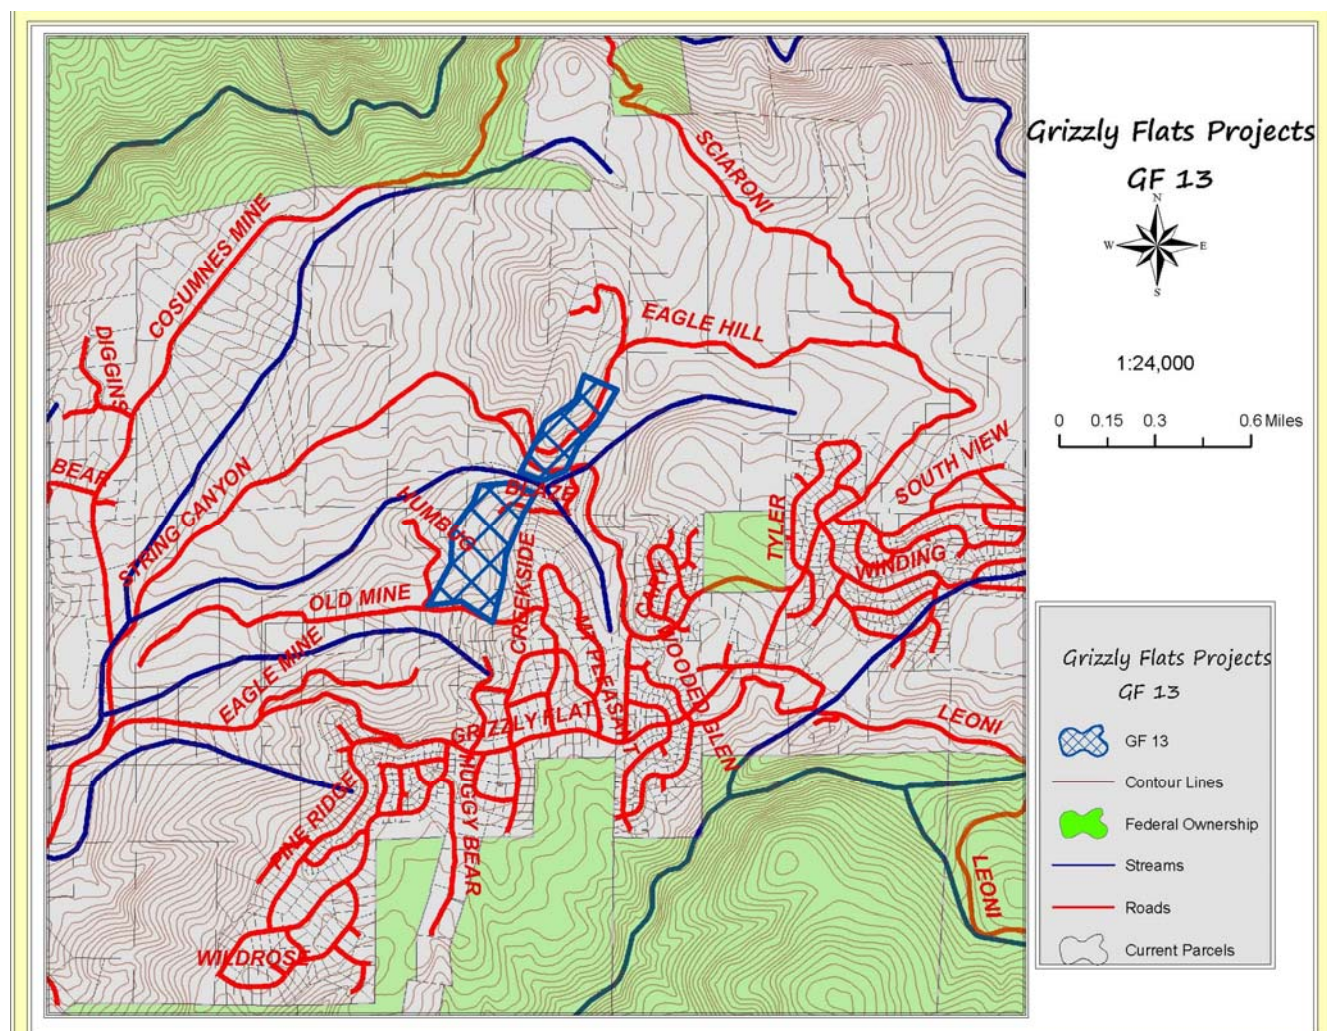 Grizzly Flats Projects
GF 13
N
W E
S
1:24,000
0 0.15 0.3 0.6 Miles
SCIARONI
COSUMNES MINE
DIGGINS
EAGLE HILL
BEAR
STRING CANYON
HUMBUG
BLAZE
SOUTH VIEW
TYLER
WINDING
OLD MINE
CREEKSIDE
EAGLE MINE
MT PLEASANT
WOODED GLEN
GRIZZLY FLAT
LEONI
PINE RIDGE
HUGGY BEAR
WILDROSE
LEONI
Grizzly Flats Projects
GF 13
GF 13
Contour Lines
Federal Ownership
Streams
Roads
Current Parcels